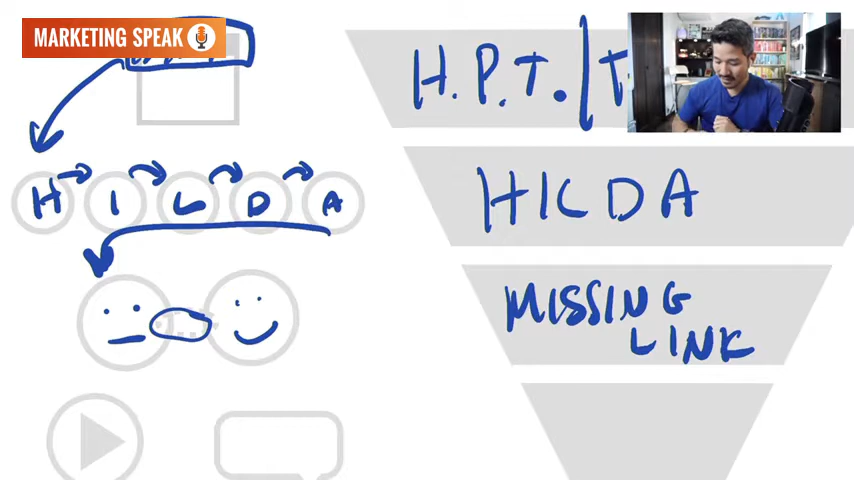 MARKETING SPEAK
H.P.T.
H I L D A
HILDA
MISSING
LINK